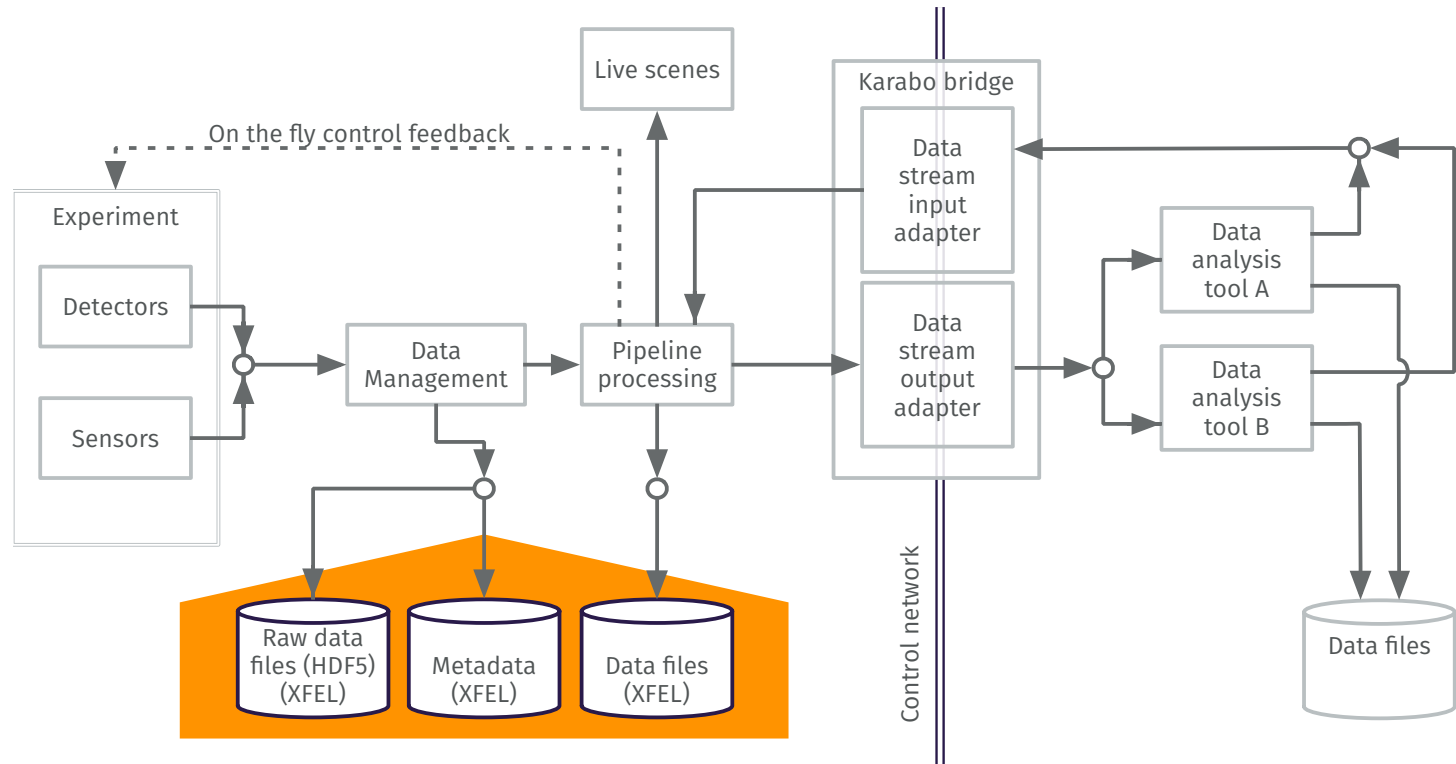 Live scenes
Karabo bridge
On the fly control feedback
Data
stream
input
adapter
Experiment
Data
analysis
tool A
Detectors
Data
Management
Pipeline
processing
Data
stream
output
adapter
Data
analysis
tool B
Sensors
Control network
Raw data
files (HDF5)
(XFEL)
Metadata
(XFEL)
Data files
(XFEL)
Data files